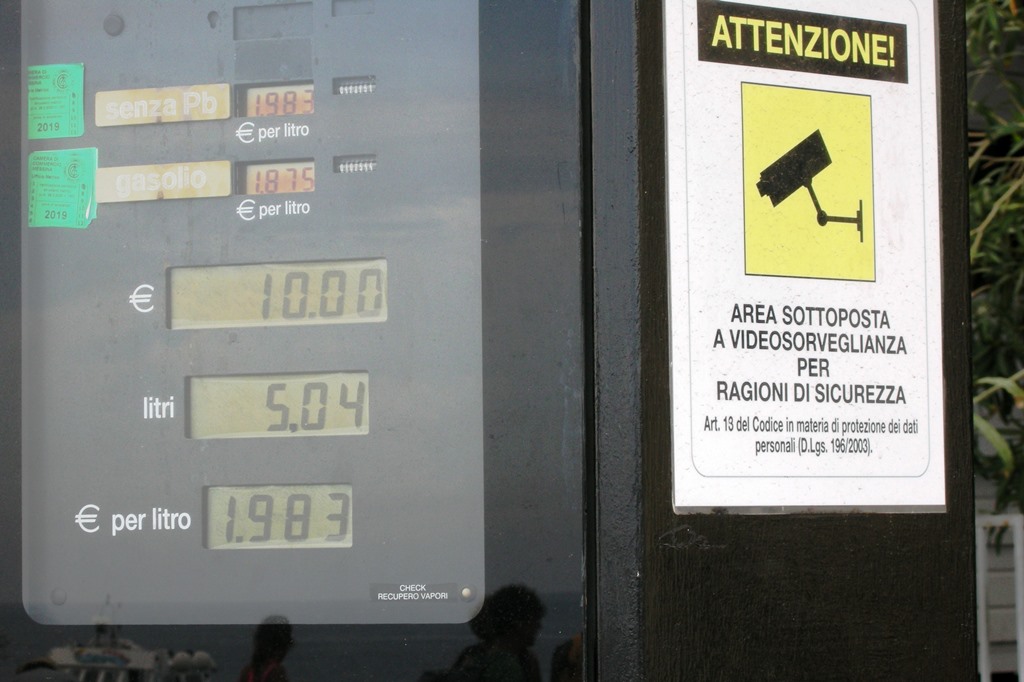 senza Pb
1.983
€ per litro
2019
gasolio
1.875
€ per litro
2019
€
10.00
litri
5.04
€ per litro
1.983
CHECK
RECUPERO VAPORI
ATTENZIONE!
AREA SOTTOPOSTA
A VIDEOSORVEGLIANZA
PER
RAGIONI DI SICUREZZA
Art. 13 del Codice in materia di protezione dei dati
personali (D.Lgs. 196/2003).